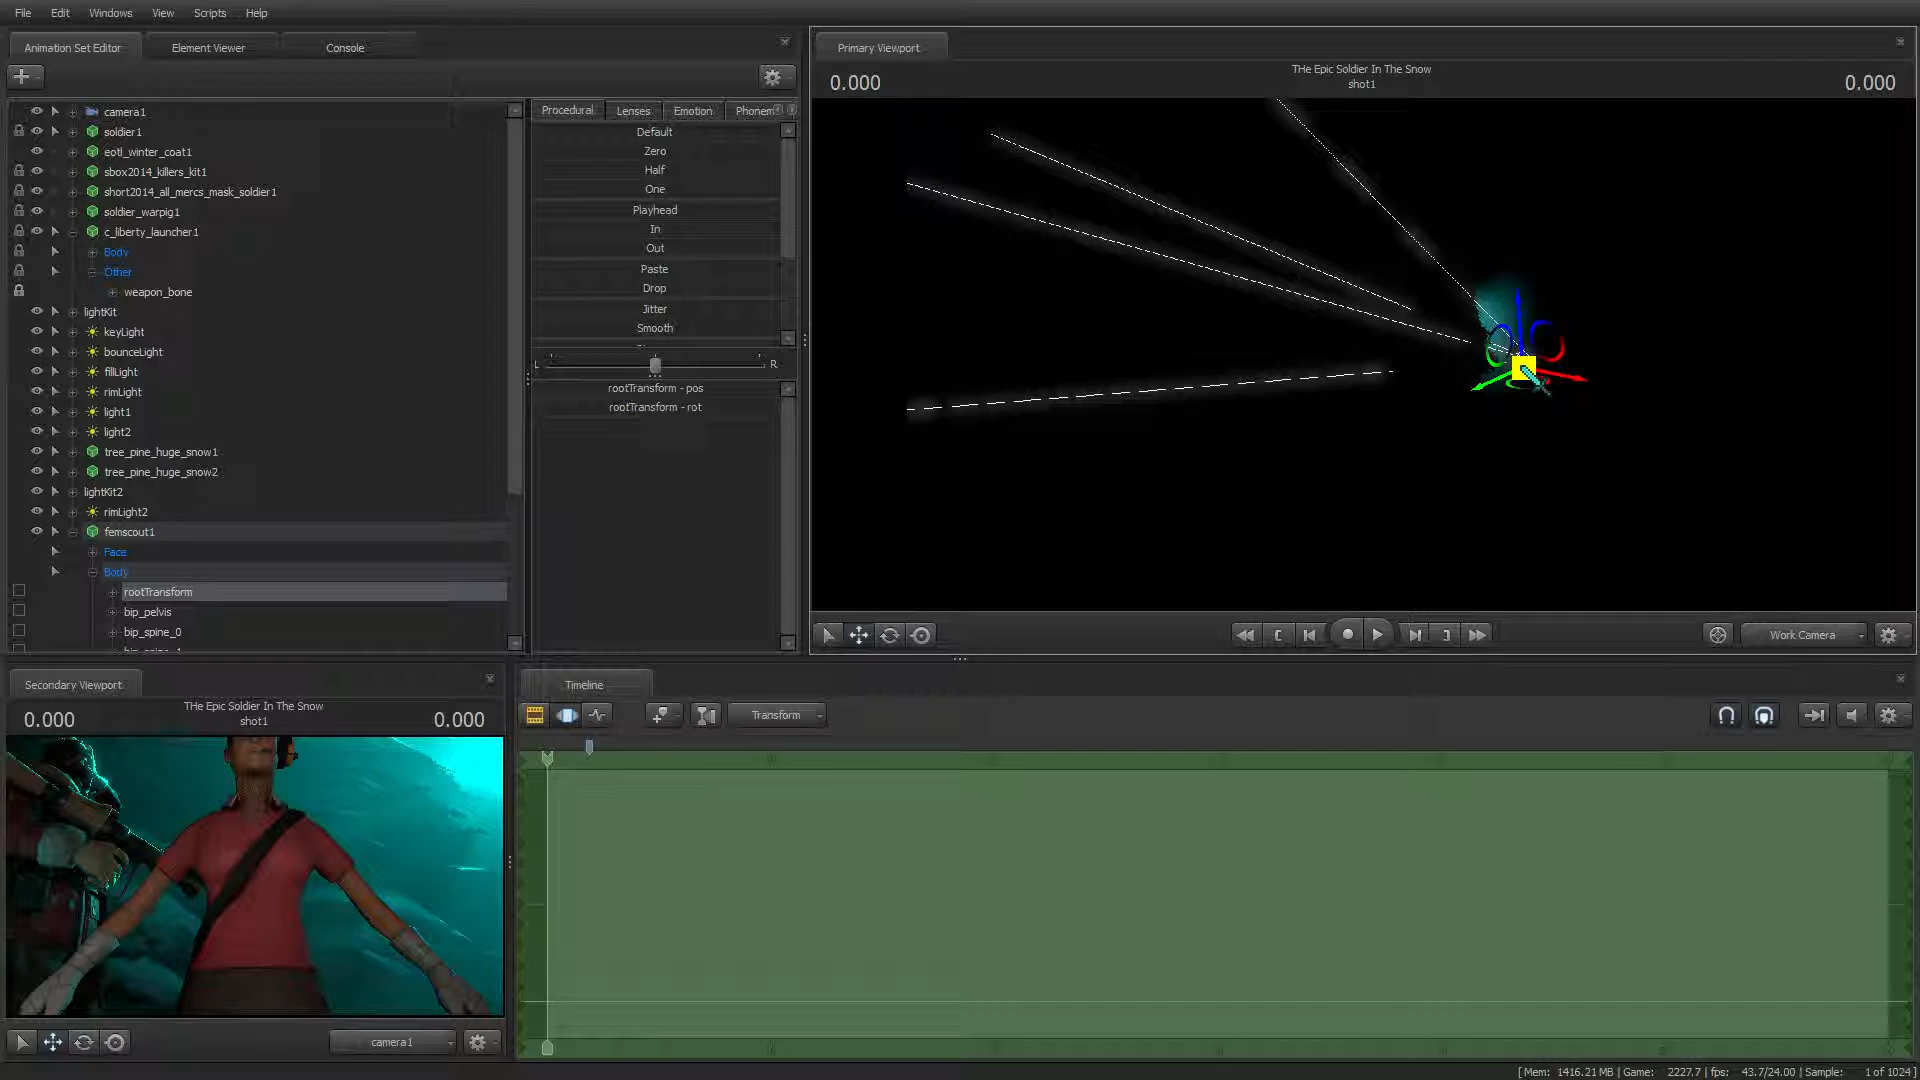 File Edit Windows View Scripts Help
Animation Set Editor Element Viewer Console
camera1
soldier1
eotl_winter_coat1
sbox2014_killers_kit1
short2014_all_mercs_mask_soldier1
soldier_warpig1
c_liberty_launcher1
Body
Other
weapon_bone
lightKit
keyLight
bounceLight
fillLight
rimLight
light1
light2
tree_pine_huge_snow1
tree_pine_huge_snow2
lightKit2
rimLight2
femscout1
Face
Body
rootTransform
bip_pelvis
bip_spine_0
Procedural Lenses Emotion Phonem
Default
Zero
Half
One
Playhead
In
Out
Paste
Drop
Jitter
Smooth
L R
rootTransform - pos
rootTransform - rot
Primary Viewport
THe Epic Soldier In The Snow
0.000 shot1 0.000
Work Camera
Secondary Viewport
THe Epic Soldier In The Snow
0.000 shot1 0.000
camera1
Timeline
Transform
[ Mem: 1416.21 MB | Game: 2227.7 | fps: 43.7/24.00 | Sample: 1 of 1024 ]